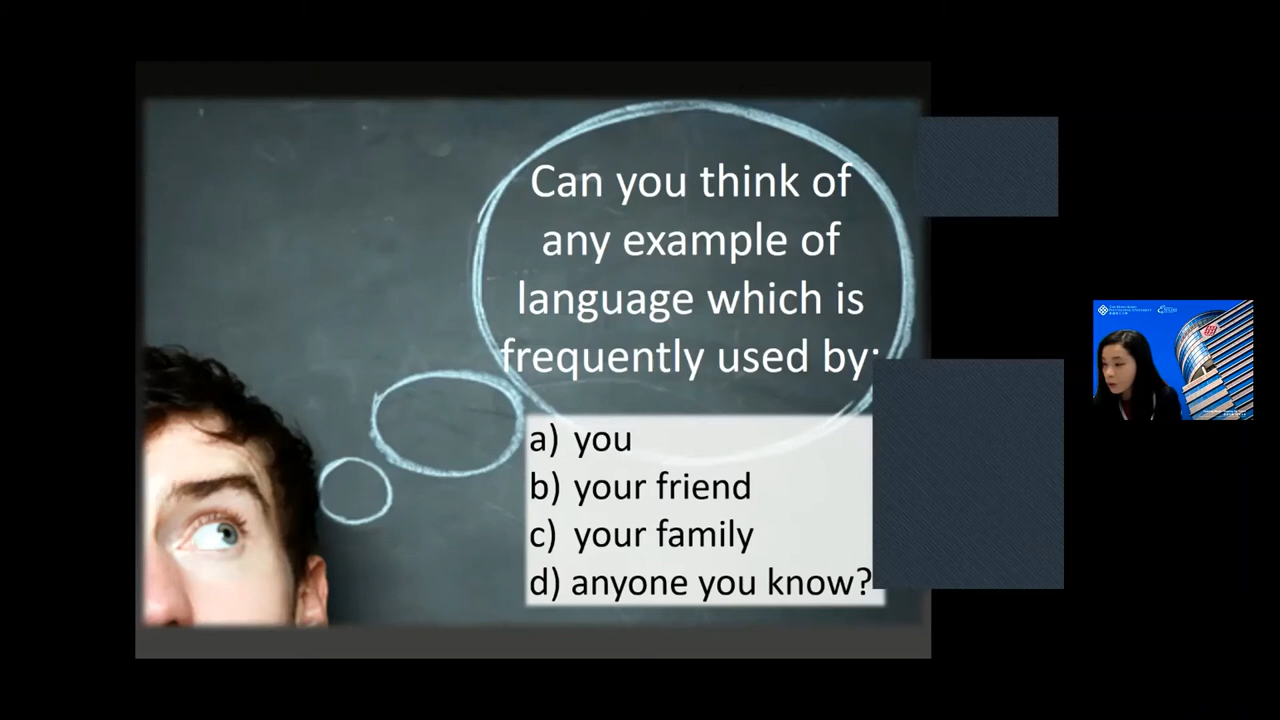 Can you think of
any example of
language which is
frequently used by:
a) you
b) your friend
c) your family
d) anyone you know?